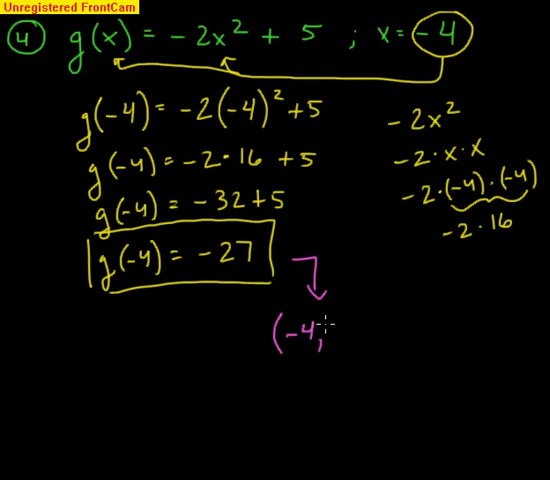 Unregistered FrontCam
4 g(x) = -2x² + 5 ; x = -4
g(-4) = -2(-4)² + 5
g(-4) = -2 · 16 + 5
g(-4) = -32 + 5
g(-4) = -27
-2x²
-2 · x · x
-2 · (-4) · (-4)
-2 · 16
(-4,